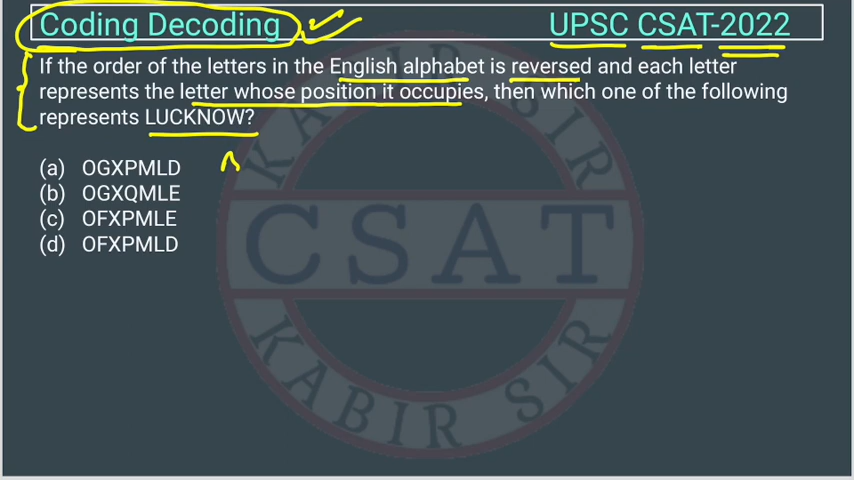 Coding Decoding
UPSC CSAT-2022
If the order of the letters in the English alphabet is reversed and each letter
represents the letter whose position it occupies, then which one of the following
represents LUCKNOW?
(a) OGXPMLD
(b) OGXQMLE
(c) OFXPMLE
(d) OFXPMLD
KABIR SIR
CSAT
KABIR SIR